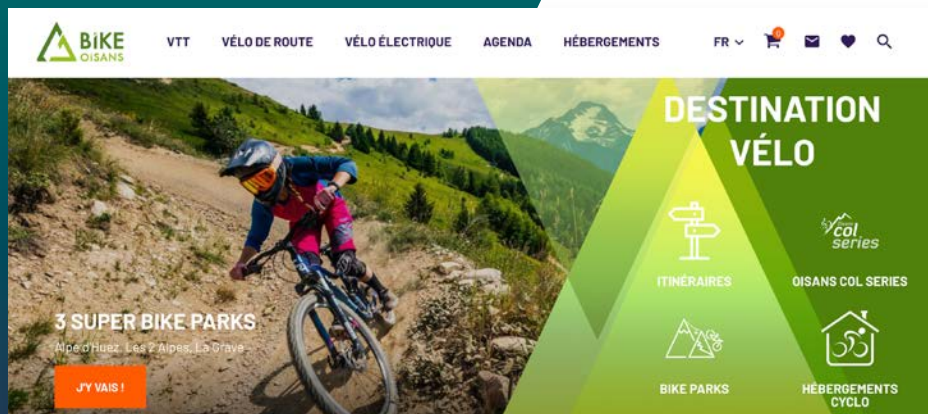 BIKE
OISANS
VTT
VÉLO DE ROUTE
VÉLO ÉLECTRIQUE
AGENDA
HÉBERGEMENTS
FR
0
DESTINATION
VÉLO
col
series
ITINÉRAIRES
OISANS COL SERIES
3 SUPER BIKE PARKS
Alpe d'Huez, Les 2 Alpes, La Grave
J'Y VAIS !
BIKE PARKS
HÉBERGEMENTS
CYCLO